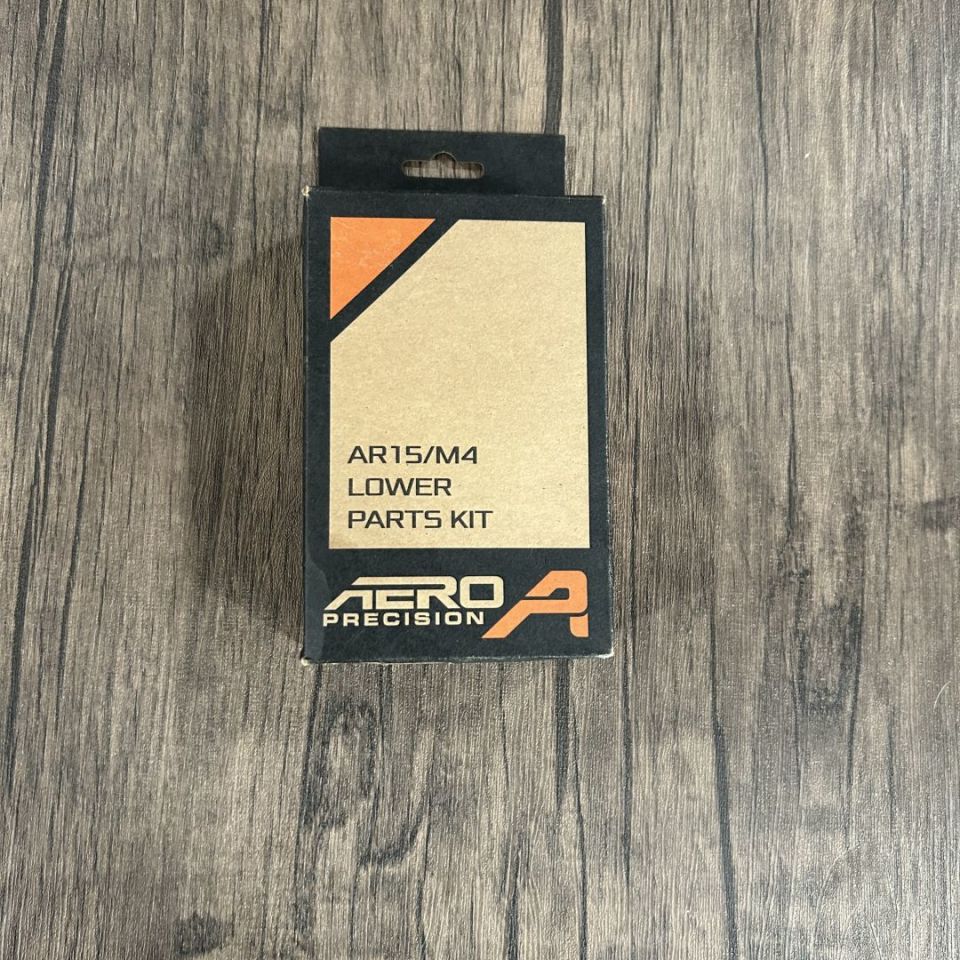 AR15/M4
LOWER
PARTS KIT
AERO
PRECISION